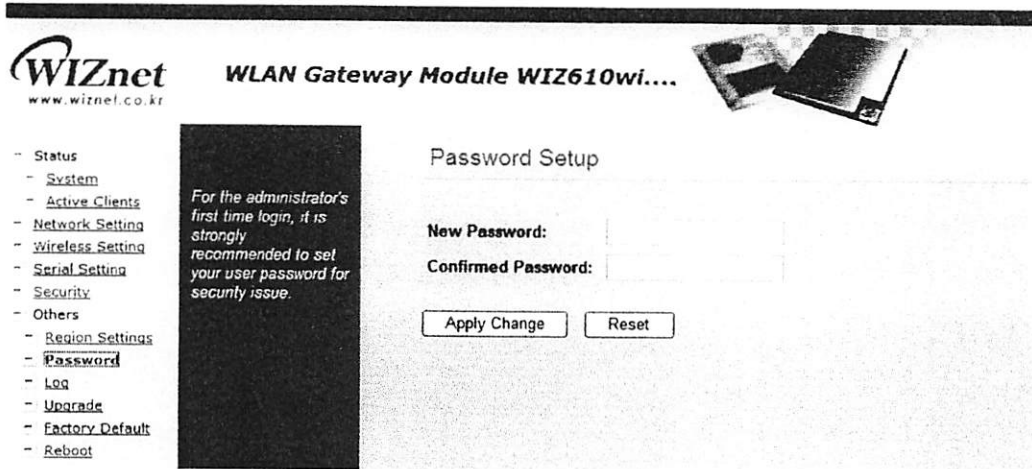 WIZnet
www.wiznet.co.kr
WLAN Gateway Module WIZ610wi....
- Status
- System
- Active Clients
- Network Setting
- Wireless Setting
- Serial Setting
- Security
- Others
- Region Settings
- Password
- Log
- Upgrade
- Factory Default
- Reboot
For the administrator's
first time login, it is
strongly
recommended to set
your user password for
security issue.
Password Setup
New Password:
Confirmed Password:
Apply Change
Reset